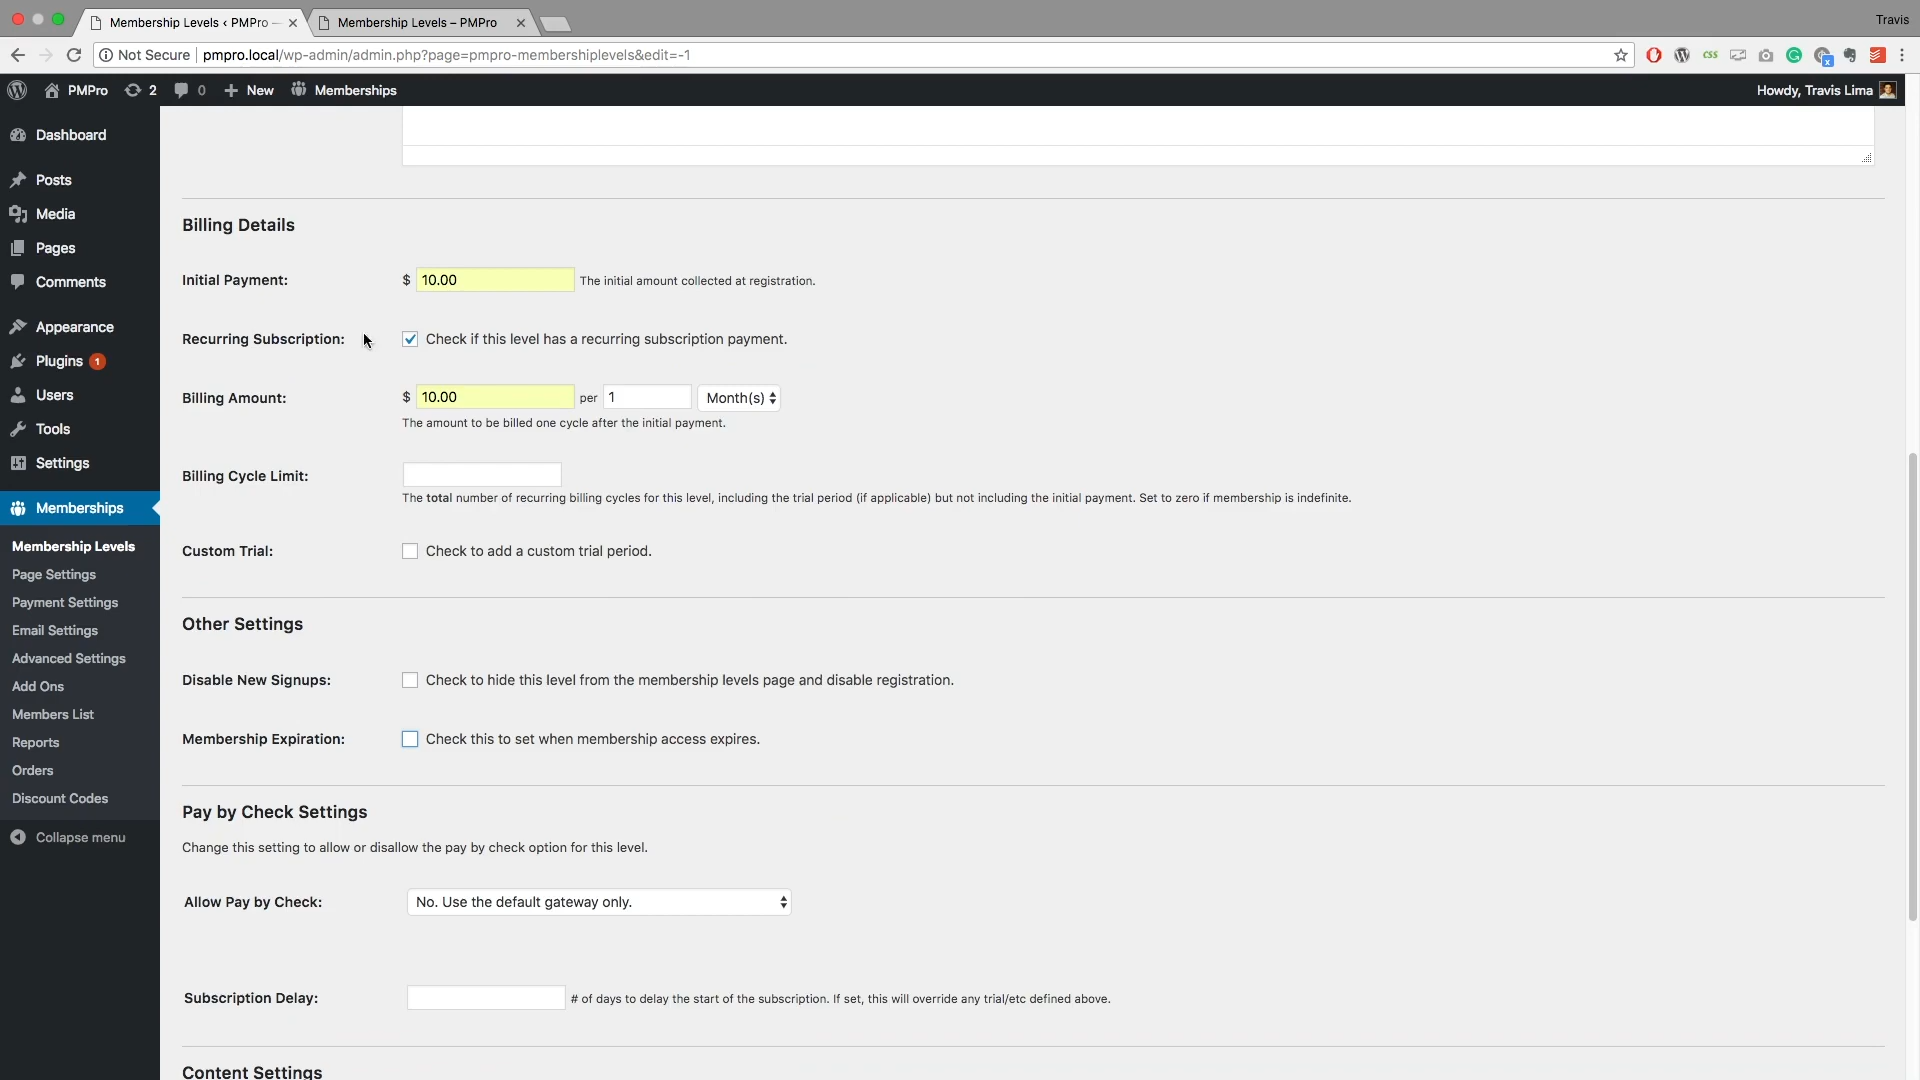 Travis
Membership Levels ‹ PMPro —
Membership Levels – PMPro
Not Secure
pmpro.local/wp-admin/admin.php?page=pmpro-membershiplevels&edit=-1
css
x
PMPro
2
0
New
Memberships
Howdy, Travis Lima
Dashboard
Posts
Media
Pages
Comments
Appearance
Plugins 1
Users
Tools
Settings
Memberships
Membership Levels
Page Settings
Payment Settings
Email Settings
Advanced Settings
Add Ons
Members List
Reports
Orders
Discount Codes
Collapse menu
Billing Details
Initial Payment: $ 10.00 The initial amount collected at registration.
Recurring Subscription: Check if this level has a recurring subscription payment.
Billing Amount: $ 10.00 per 1 Month(s)
The amount to be billed one cycle after the initial payment.
Billing Cycle Limit:
The total number of recurring billing cycles for this level, including the trial period (if applicable) but not including the initial payment. Set to zero if membership is indefinite.
Custom Trial: Check to add a custom trial period.
Other Settings
Disable New Signups: Check to hide this level from the membership levels page and disable registration.
Membership Expiration: Check this to set when membership access expires.
Pay by Check Settings
Change this setting to allow or disallow the pay by check option for this level.
Allow Pay by Check: No. Use the default gateway only.
Subscription Delay: # of days to delay the start of the subscription. If set, this will override any trial/etc defined above.
Content Settings